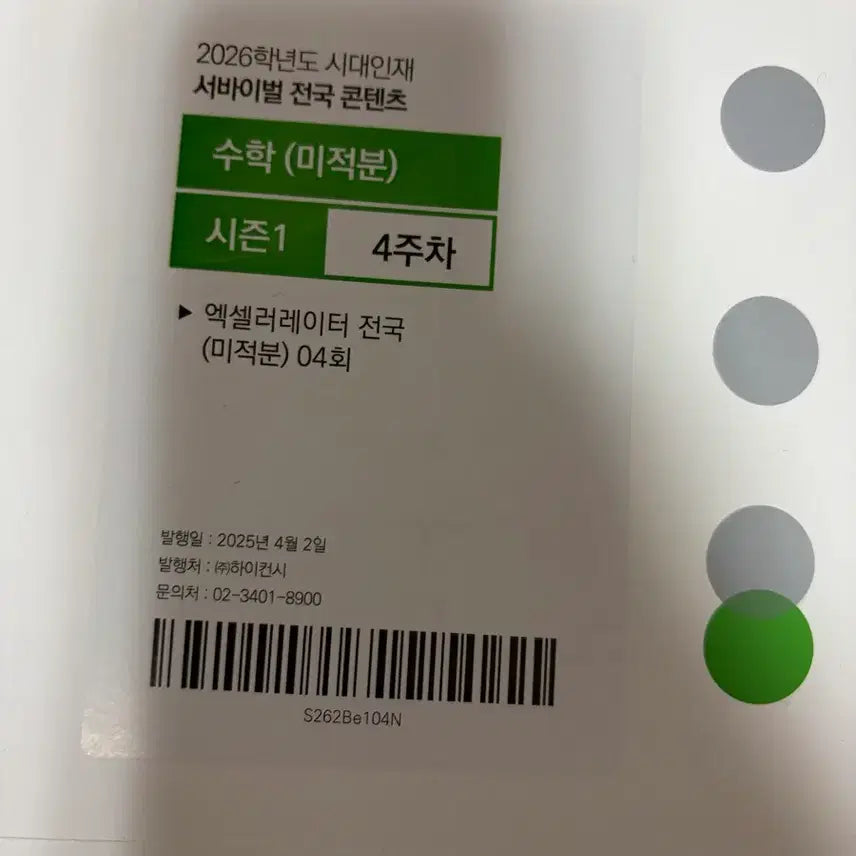 2026학년도 시대인재
서바이벌 전국 콘텐츠
수학 (미적분)
시즌1 4주차
▶ 엑셀러레이터 전국
(미적분) 04회
발행일 : 2025년 4월 2일
발행처 : ㈜하이컨시
문의처 : 02-3401-8900
S262Be104N